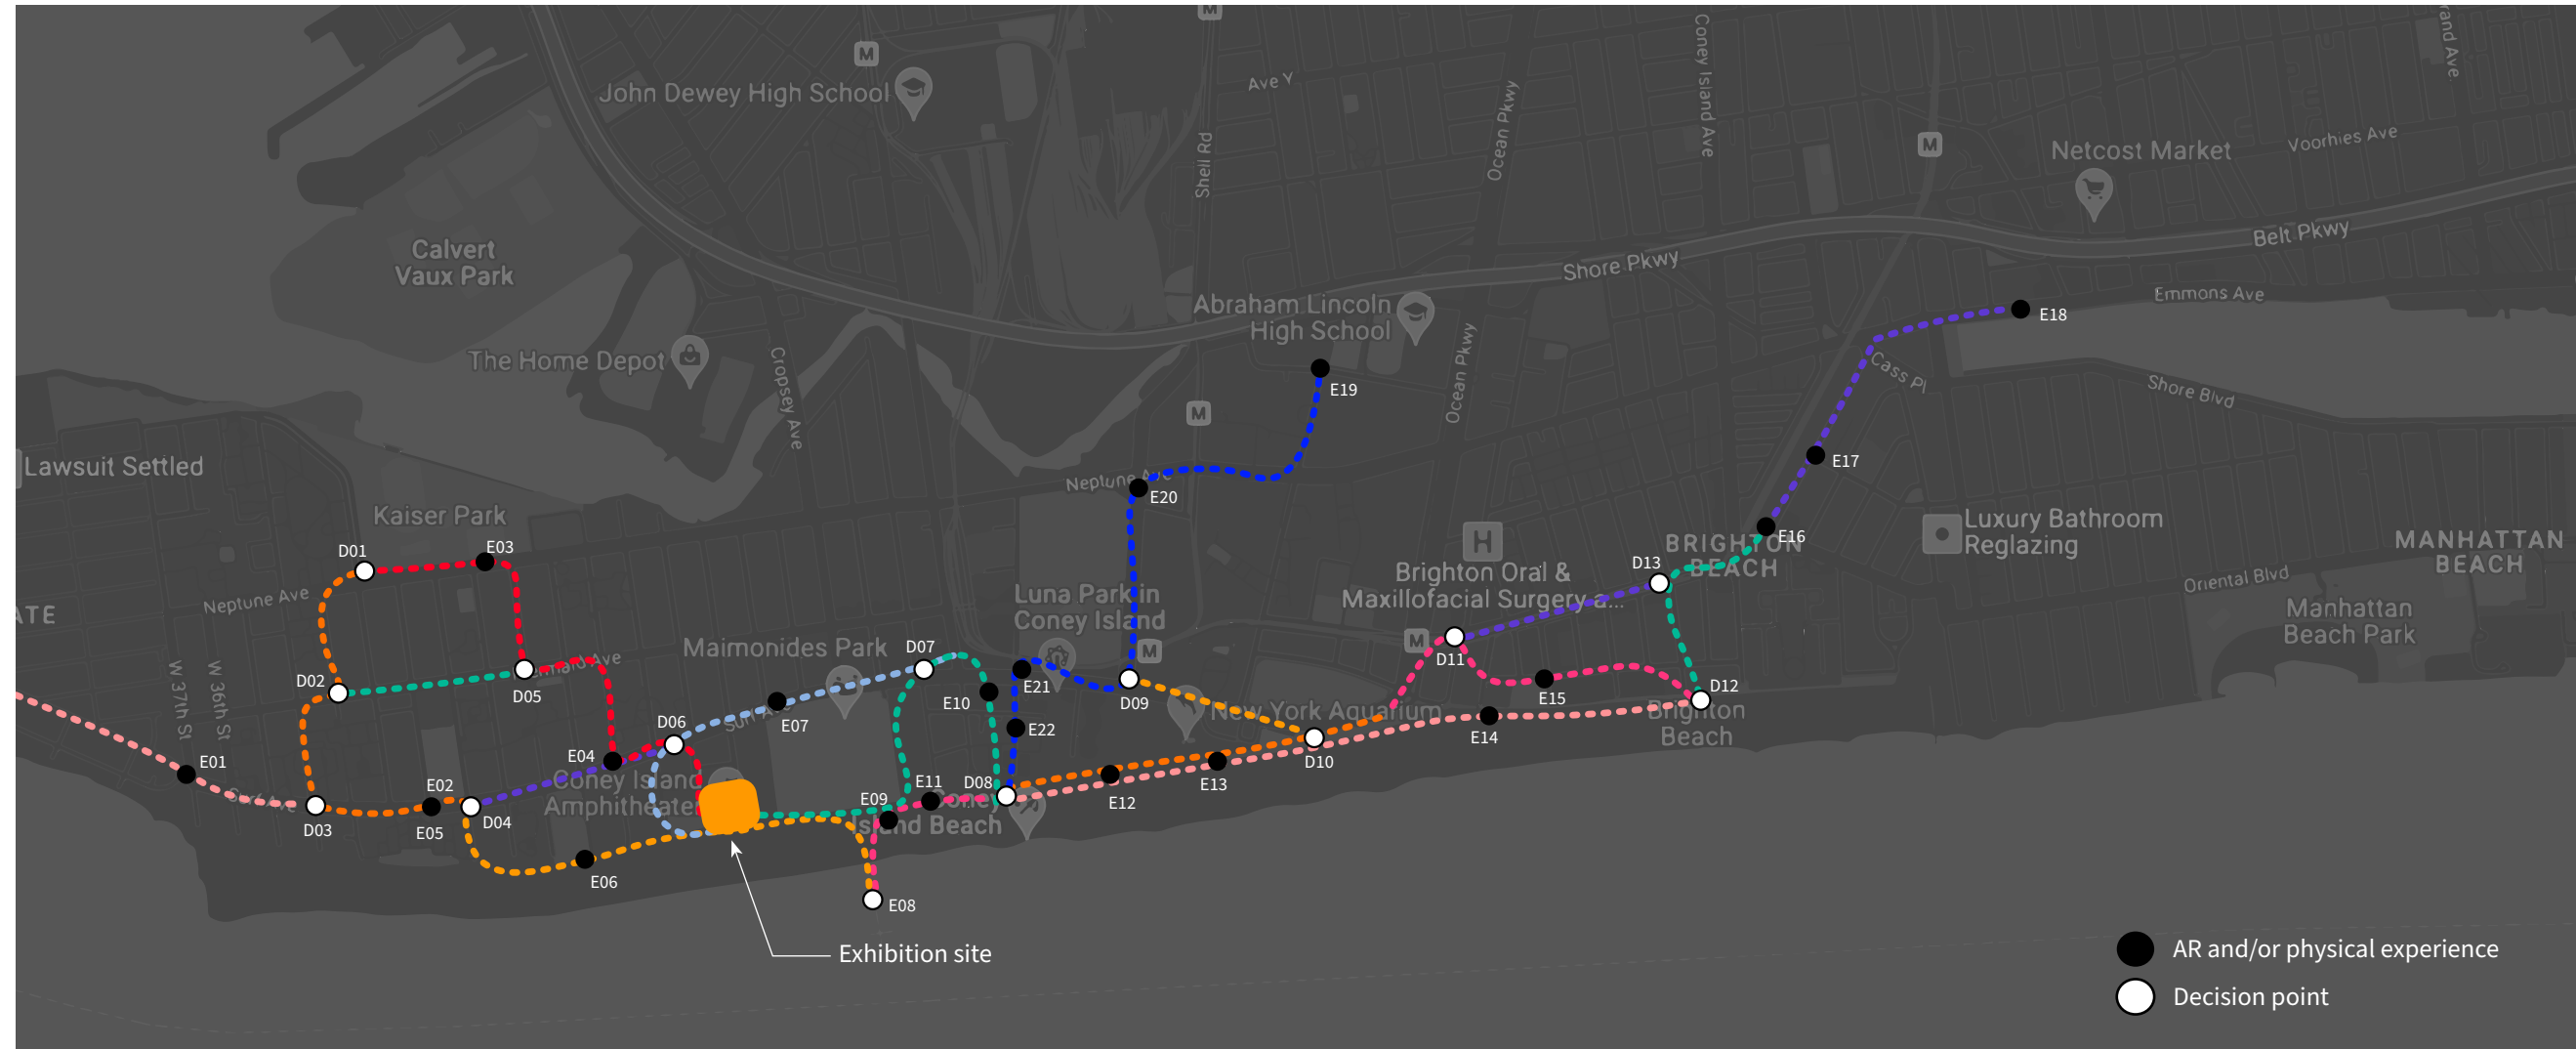 M
M
John Dewey High School
Ave Y
Shell Rd
Ocean Pkwy
Coney Island Ave
M
Netcost Market
Voorhies Ave
Calvert
Vaux Park
Belt Pkwy
Shore Pkwy
Emmons Ave
Abraham Lincoln
High School
E18
The Home Depot
Cropsey Ave
Ocean Pkwy
Cass Pl
E19
Shore Blvd
M
Lawsuit Settled
E17
Neptune Ave
E20
Kaiser Park
Luxury Bathroom
Reglazing
E16
BRIGHTON
BEACH
MANHATTAN
BEACH
H
D01
E03
D13
Brighton Oral &
Maxillofacial Surgery a...
Oriental Blvd
Neptune Ave
Luna Park in
Coney Island
Manhattan
Beach Park
Maimonides Park
D07
M
M
D11
W 37th St
W 36th St
D02
D05
E21
E10
D09
E15
D12
New York Aquarium
Brighton
Beach
D06
E07
Surf Ave
E22
E14
E01
E04
D10
Coney Island
Amphitheater
E02
E11
D08
E13
E09
E12
Surf Ave
D03
E05
D04
Coney
Island Beach
E06
E08
Exhibition site
AR and/or physical experience
Decision point